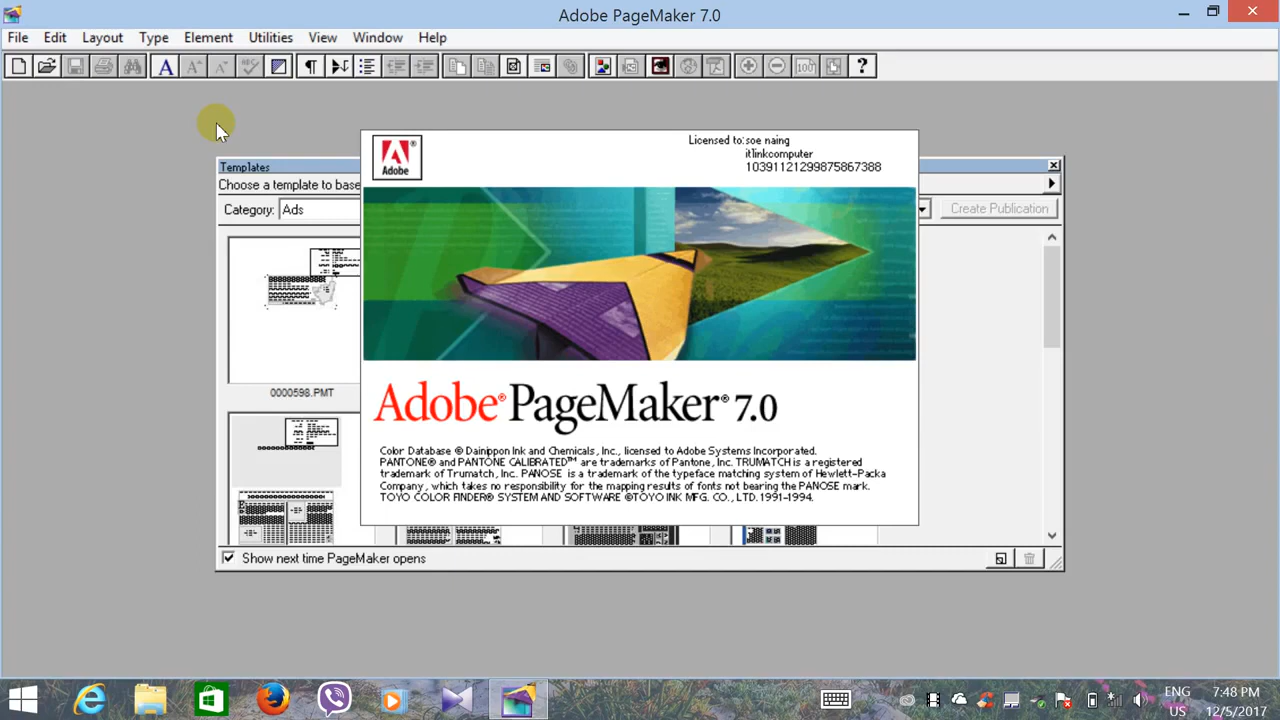 Adobe PageMaker 7.0
File Edit Layout Type Element Utilities View Window Help
Templates
Choose a template to base
Category: Ads
Create Publication
0000598.PMT
Adobe
Licensed to: soe naing
itlinkcomputer
10391121299875867388
Adobe® PageMaker® 7.0
Color Database © Dainippon Ink and Chemicals, Inc., licensed to Adobe Systems Incorporated.
PANTONE® and PANTONE CALIBRATED™ are trademarks of Pantone, Inc. TRUMATCH is a registered
trademark of Trumatch, Inc. PANOSE is a trademark of the typeface matching system of Hewlett-Packa
Company, which takes no responsibility for the mapping results of fonts not bearing the PANOSE mark.
TOYO COLOR FINDER® SYSTEM AND SOFTWARE ©TOYO INK MFG. CO., LTD. 1991-1994.
Show next time PageMaker opens
ENG
US
7:48 PM
12/5/2017